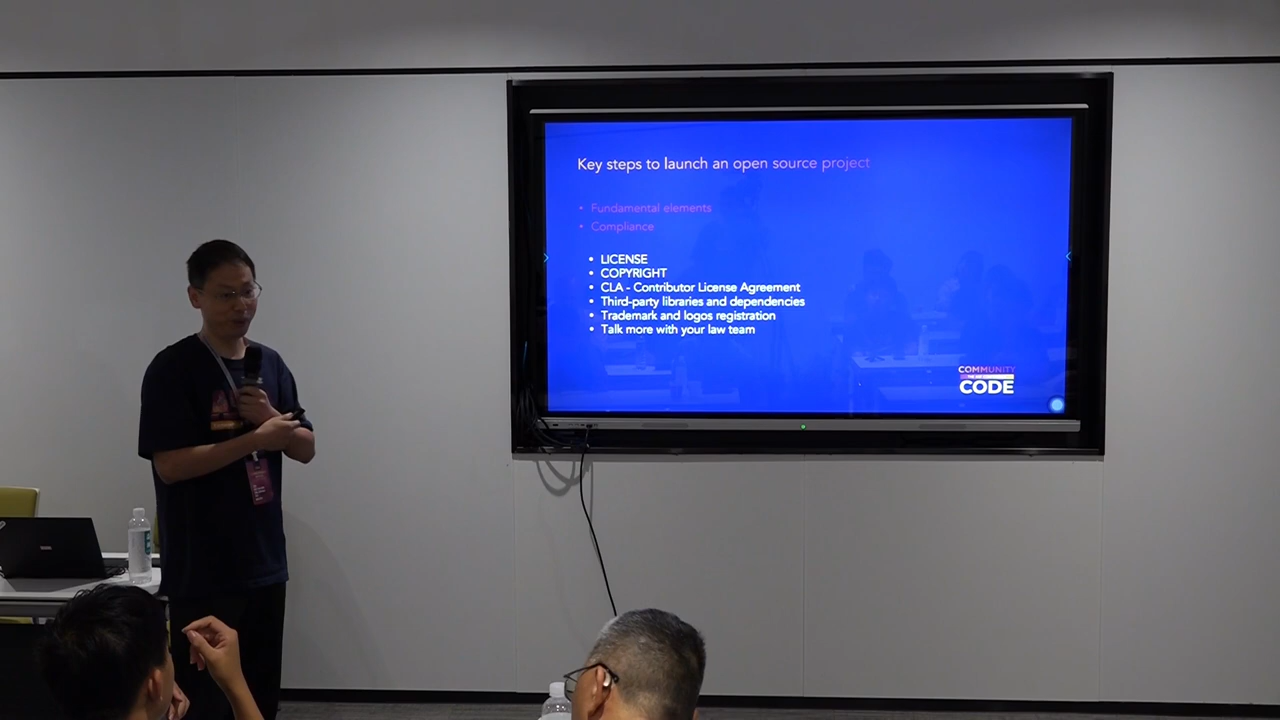 Key steps to launch an open source project
• Fundamental elements
• Compliance
• LICENSE
• COPYRIGHT
• CLA - Contributor License Agreement
• Third-party libraries and dependencies
• Trademark and logos registration
• Talk more with your law team
COMMUNITY
CODE